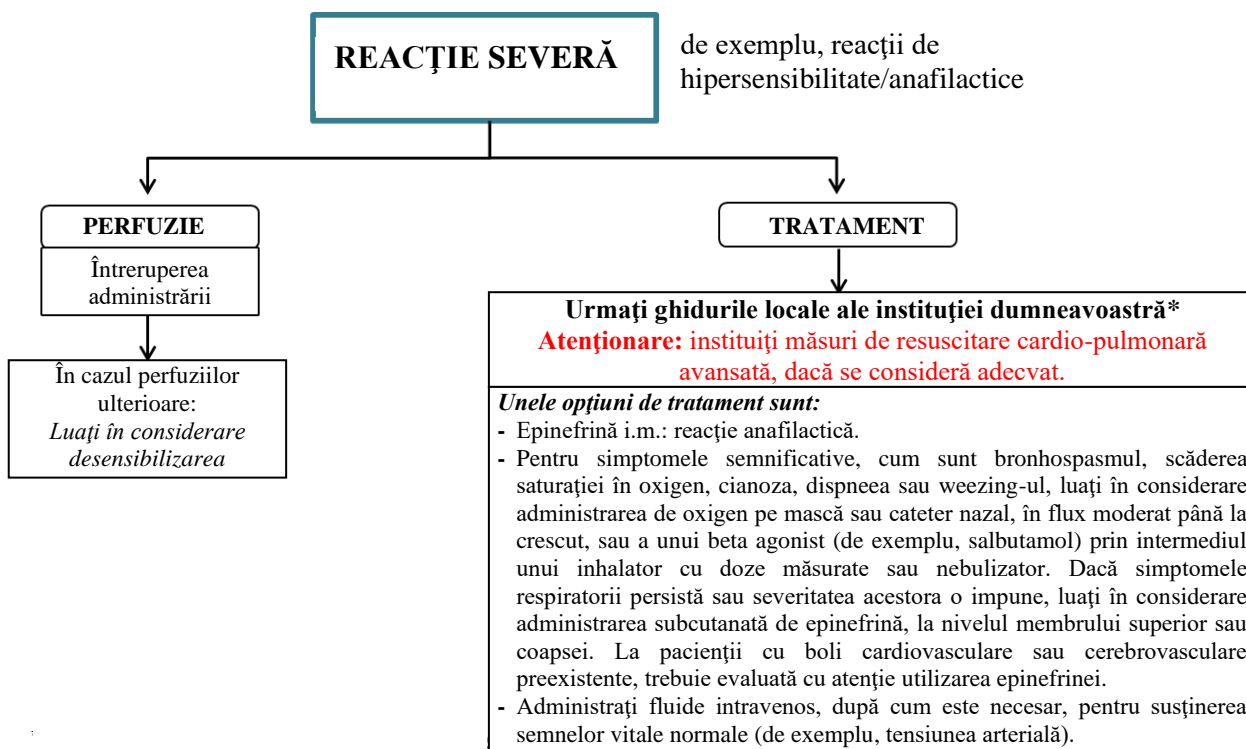 REACŢIE SEVERĂ
de exemplu, reacţii de
hipersensibilitate/anafilactice
PERFUZIE
Întreruperea
administrării
În cazul perfuziilor
ulterioare:
Luaţi în considerare
desensibilizarea
TRATAMENT
Urmaţi ghidurile locale ale instituţiei dumneavoastră*
Atenţionare: instituiţi măsuri de resuscitare cardio-pulmonară
avansată, dacă se consideră adecvat.
Unele opţiuni de tratament sunt:
- Epinefrină i.m.: reacţie anafilactică.
- Pentru simptomele semnificative, cum sunt bronhospasmul, scăderea
saturaţiei în oxigen, cianoza, dispneea sau weezing-ul, luaţi în considerare
administrarea de oxigen pe mască sau cateter nazal, în flux moderat până la
crescut, sau a unui beta agonist (de exemplu, salbutamol) prin intermediul
unui inhalator cu doze măsurate sau nebulizator. Dacă simptomele
respiratorii persistă sau severitatea acestora o impune, luaţi în considerare
administrarea subcutanată de epinefrină, la nivelul membrului superior sau
coapsei. La pacienţii cu boli cardiovasculare sau cerebrovasculare
preexistente, trebuie evaluată cu atenţie utilizarea epinefrinei.
- Administraţi fluide intravenos, după cum este necesar, pentru susţinerea
semnelor vitale normale (de exemplu, tensiunea arterială).